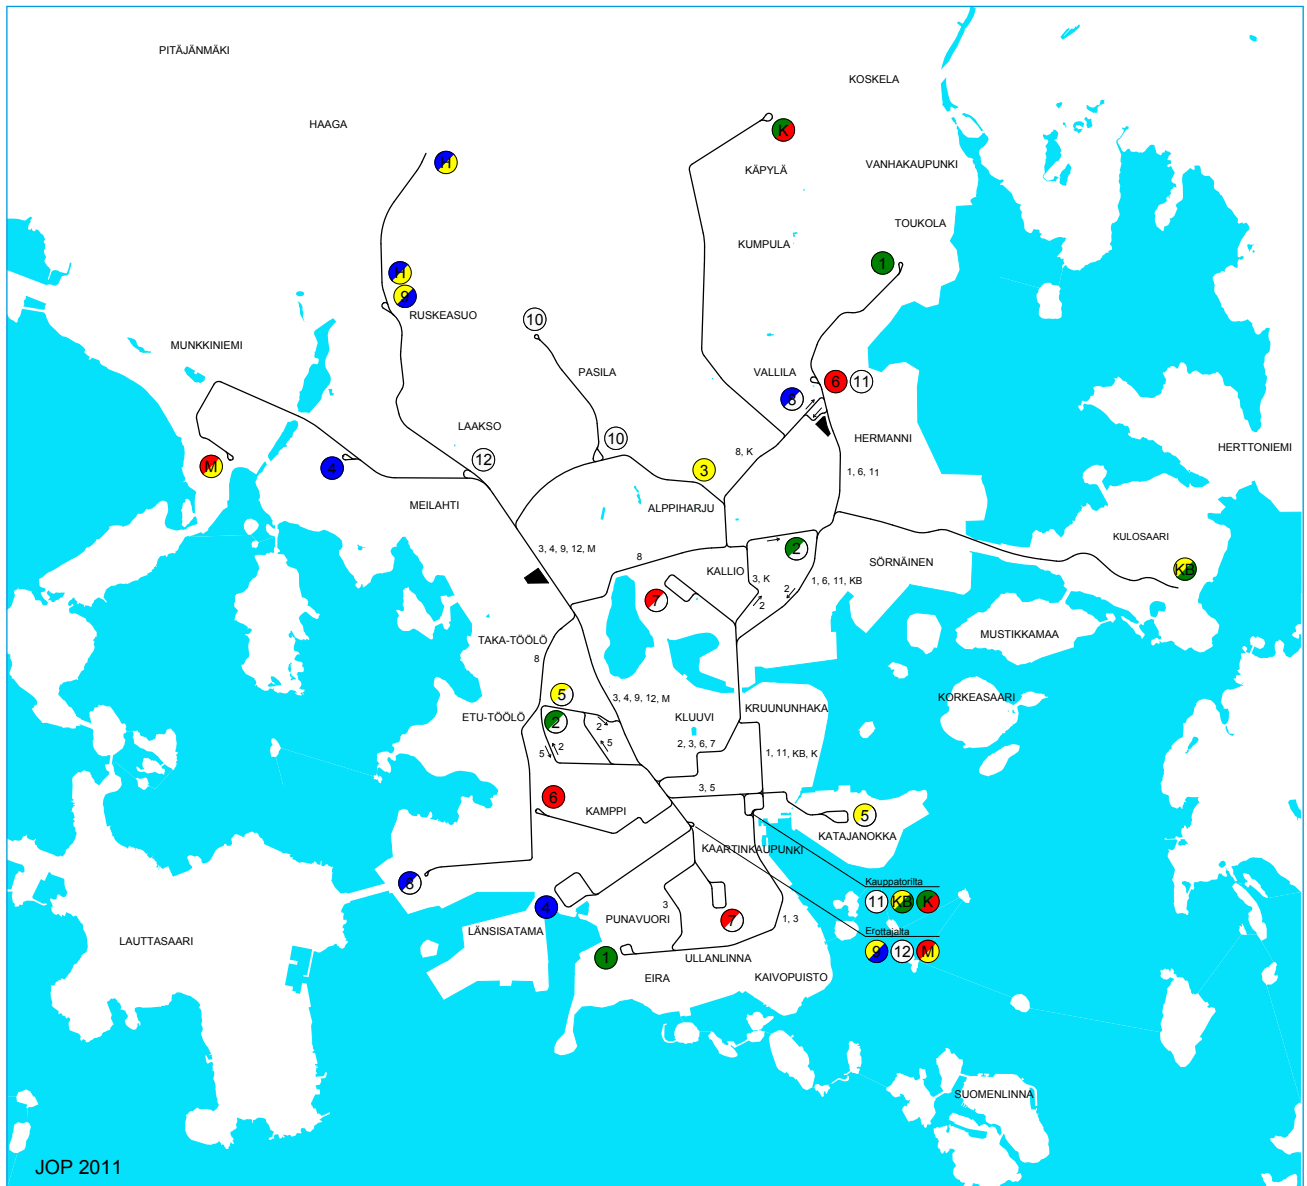 PITÄJÄNMÄKI
KOSKELA
HAAGA
K
H
KÄPYLÄ
VANHAKAUPUNKI
TOUKOLA
KUMPULA
1
H
9
RUSKEASUO
10
MUNKKINIEMI
PASILA
VALLILA
6
11
8
LAAKSO
HERMANNI
12
10
HERTTONIEMI
M
4
3
8, K
1, 6, 11
MEILAHTI
ALPPIHARJU
KULOSAARI
3, 4, 9, 12, M
8
2
SÖRNÄINEN
KB
KALLIO
3, K
2
1, 6, 11, KB
7
2
MUSTIKKAMAA
TAKA-TÖÖLÖ
8
5
3, 4, 9, 12, M
KORKEASAARI
KRUUNUNHAKA
ETU-TÖÖLÖ
2
KLUUVI
5
2
5
2, 3, 6, 7
1, 11, KB, K
3, 5
6
KAMPPI
5
KATAJANOKKA
KAARTINKAUPUNKI
8
Kauppatorilta
11
KB
K
4
3
PUNAVUORI
7
1, 3
LÄNSISATAMA
Erottajalta
9
12
M
LAUTTASAARI
1
ULLANLINNA
EIRA
KAIVOPUISTO
SUOMENLINNA
JOP 2011